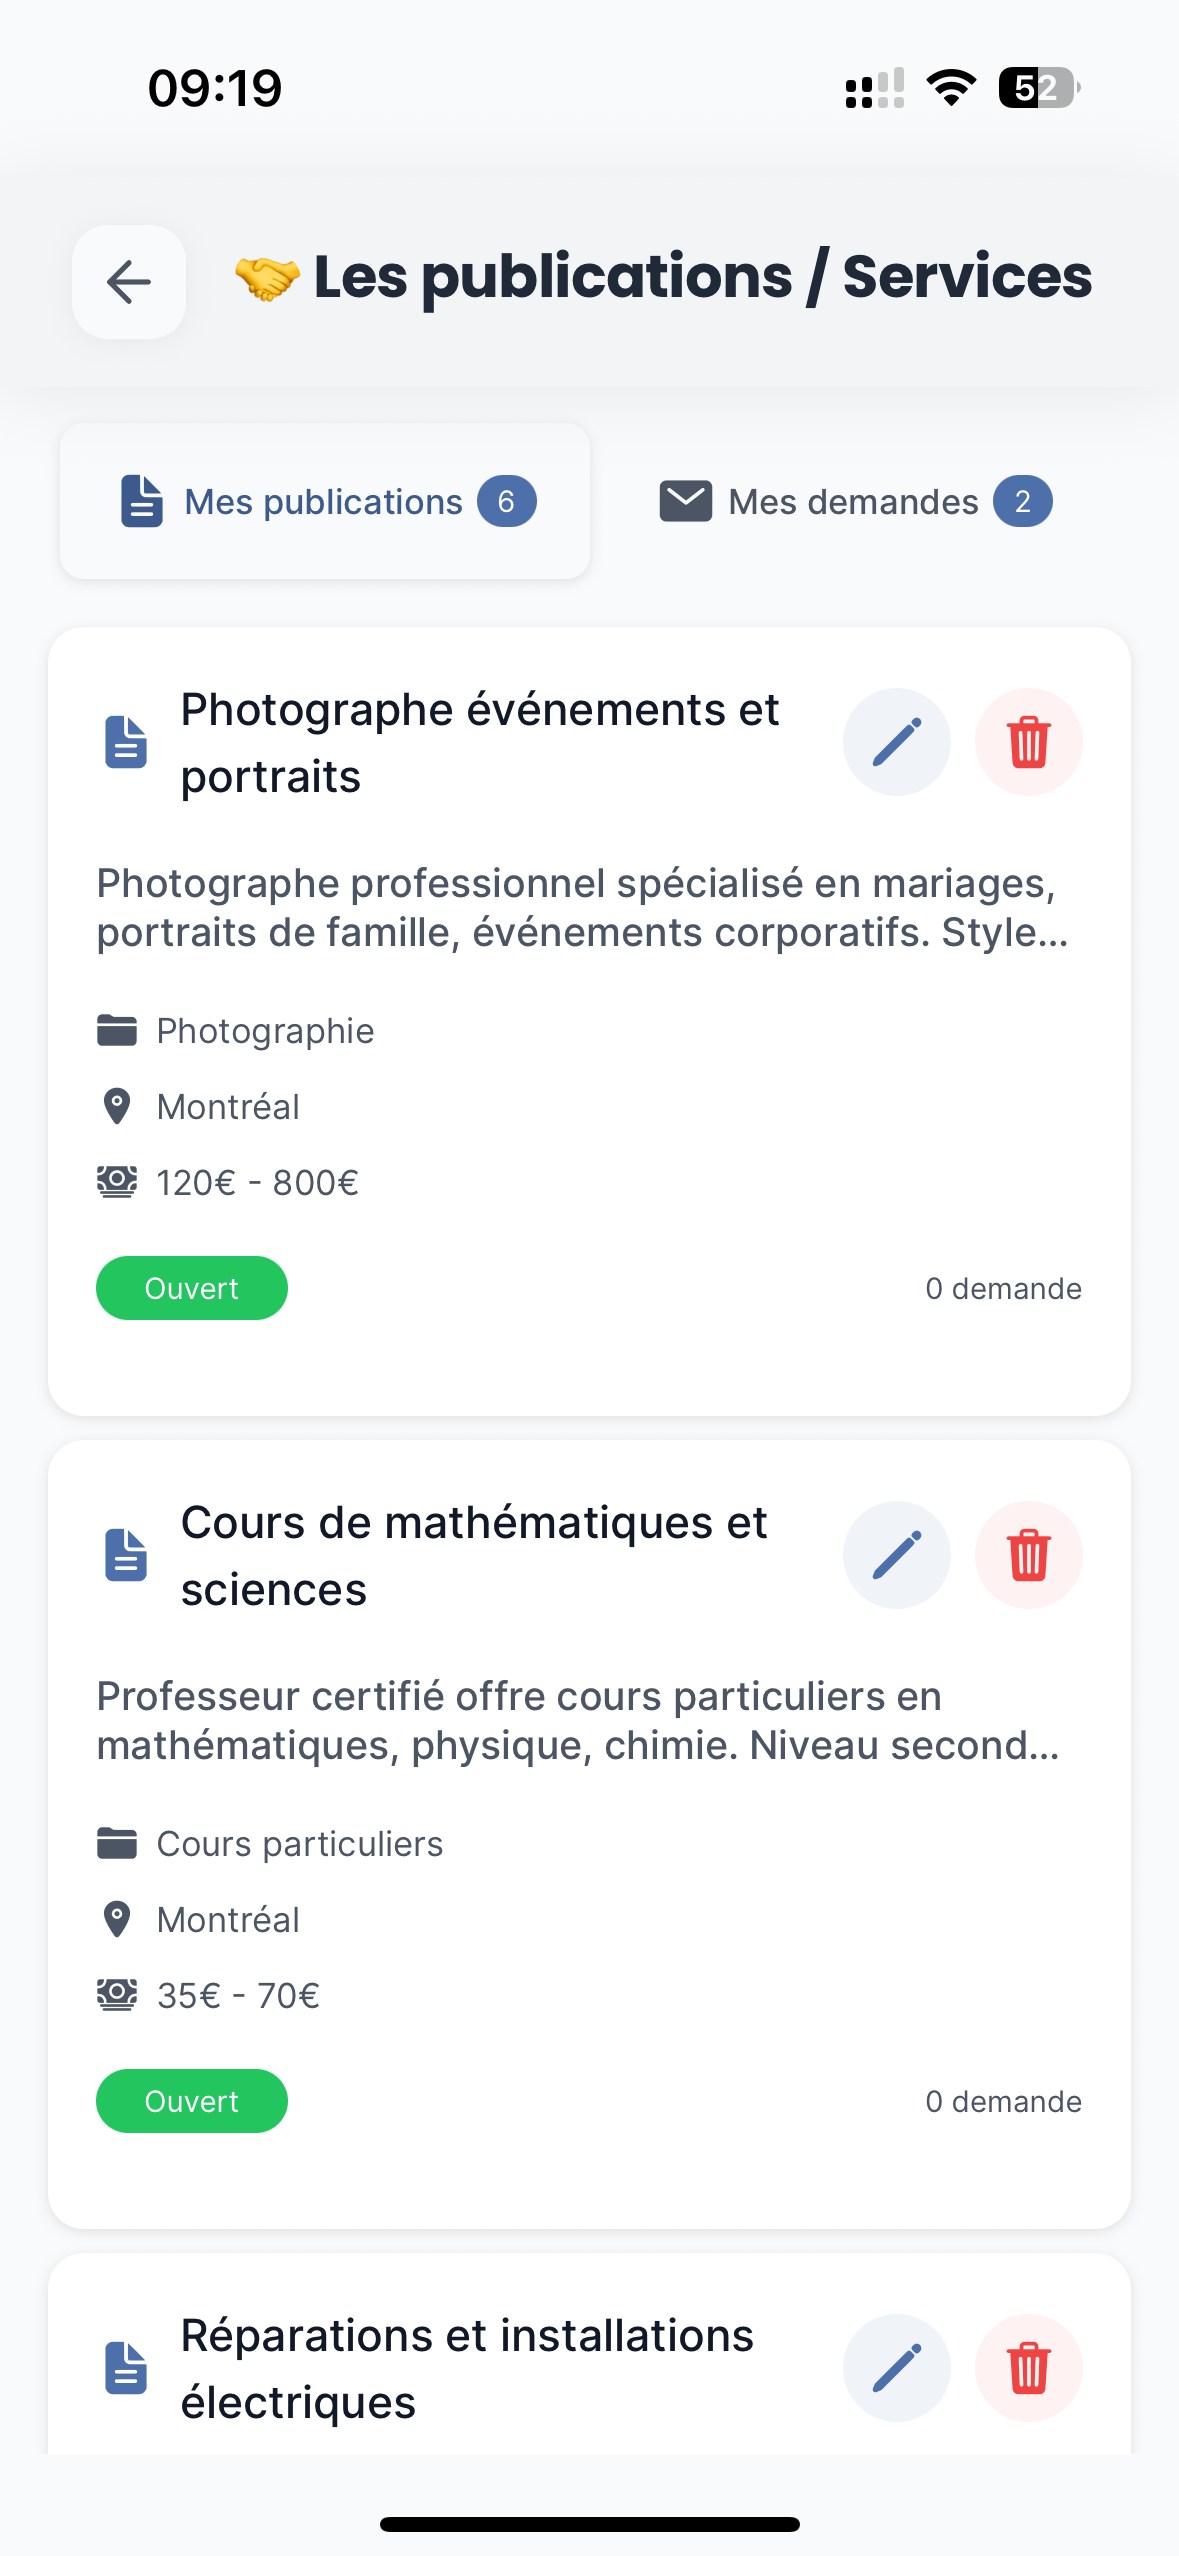 09:19
52
🤝 Les publications / Services
Mes publications 6
Mes demandes 2
Photographe événements et
portraits
Photographe professionnel spécialisé en mariages,
portraits de famille, événements corporatifs. Style...
Photographie
Montréal
120€ - 800€
Ouvert
0 demande
Cours de mathématiques et
sciences
Professeur certifié offre cours particuliers en
mathématiques, physique, chimie. Niveau second...
Cours particuliers
Montréal
35€ - 70€
Ouvert
0 demande
Réparations et installations
électriques